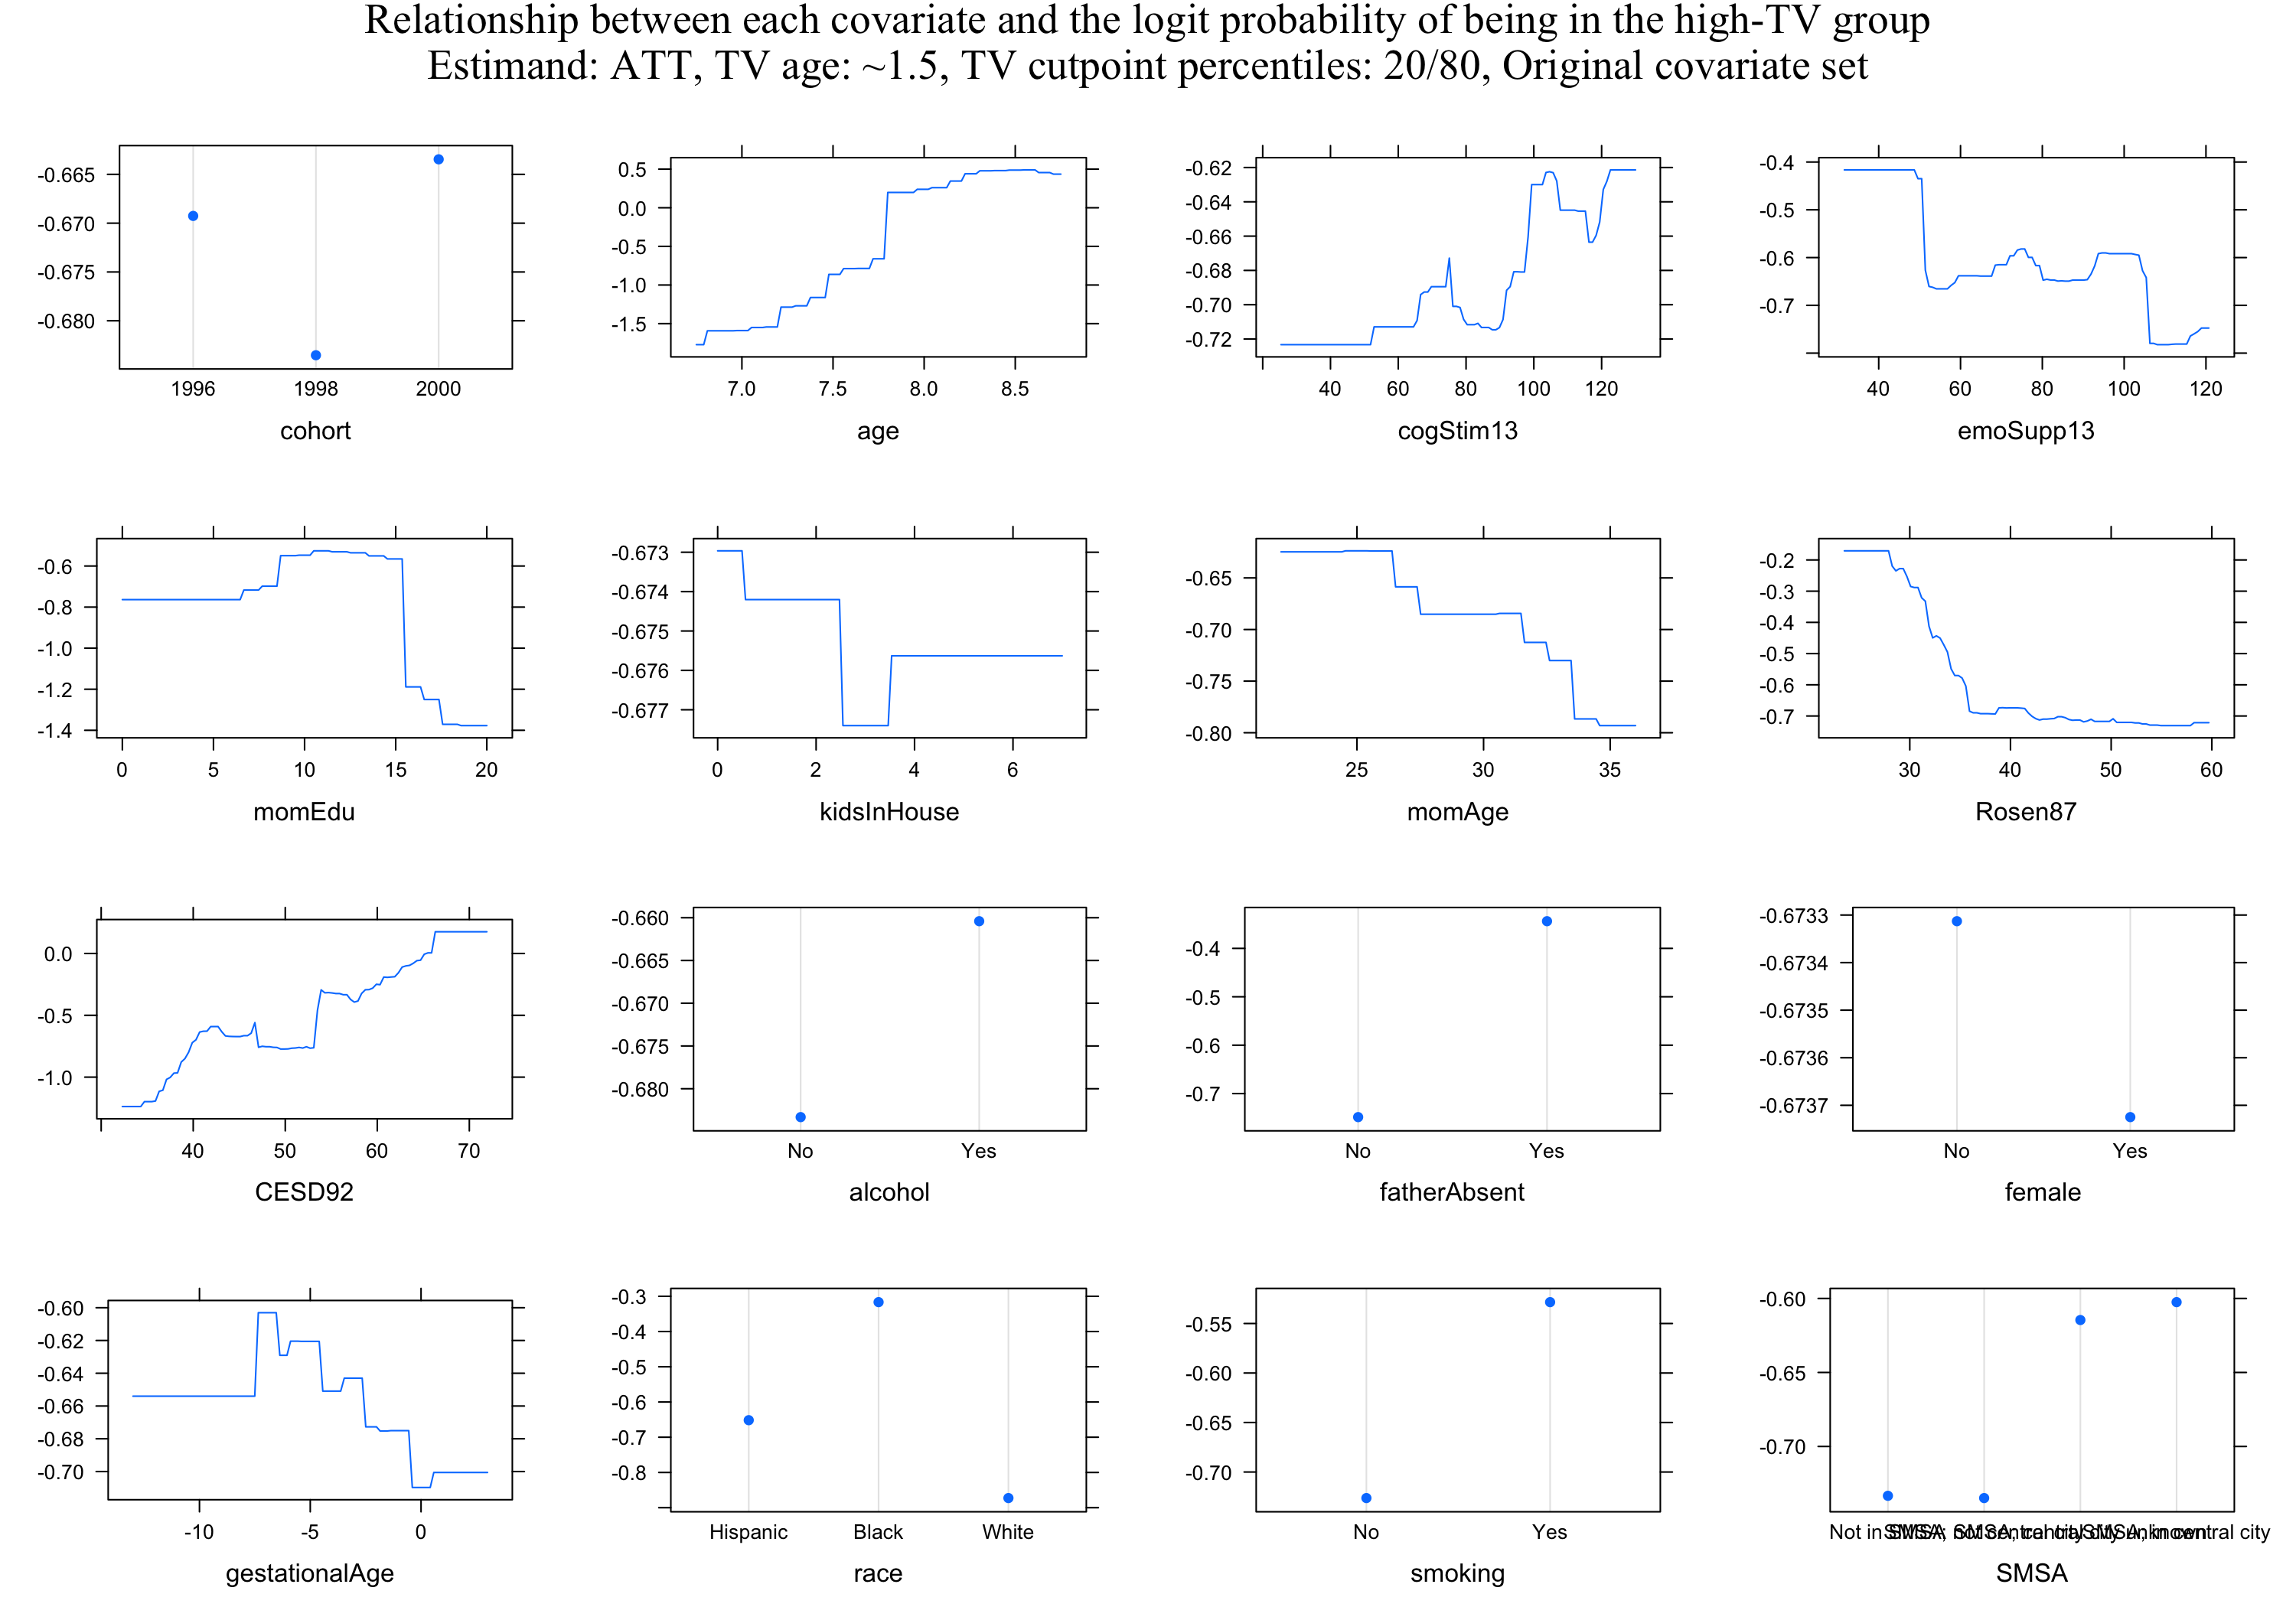 Relationship between each covariate and the logit probability of being in the high-TV group
Estimand: ATT, TV age: ~1.5, TV cutpoint percentiles: 20/80, Original covariate set
-0.665
-0.670
-0.675
-0.680
1996 1998 2000
cohort
0.5
0.0
-0.5
-1.0
-1.5
7.0 7.5 8.0 8.5
age
-0.62
-0.64
-0.66
-0.68
-0.70
-0.72
40 60 80 100 120
cogStim13
-0.4
-0.5
-0.6
-0.7
40 60 80 100 120
emoSupp13
-0.6
-0.8
-1.0
-1.2
-1.4
0 5 10 15 20
momEdu
-0.673
-0.674
-0.675
-0.676
-0.677
0 2 4 6
kidsInHouse
-0.65
-0.70
-0.75
-0.80
25 30 35
momAge
-0.2
-0.3
-0.4
-0.5
-0.6
-0.7
30 40 50 60
Rosen87
0.0
-0.5
-1.0
40 50 60 70
CESD92
-0.660
-0.665
-0.670
-0.675
-0.680
No Yes
alcohol
-0.4
-0.5
-0.6
-0.7
No Yes
fatherAbsent
-0.6733
-0.6734
-0.6735
-0.6736
-0.6737
No Yes
female
-0.60
-0.62
-0.64
-0.66
-0.68
-0.70
-10 -5 0
gestationalAge
-0.3
-0.4
-0.5
-0.6
-0.7
-0.8
Hispanic Black White
race
-0.55
-0.60
-0.65
-0.70
No Yes
smoking
-0.60
-0.65
-0.70
Not in central city
SMSA